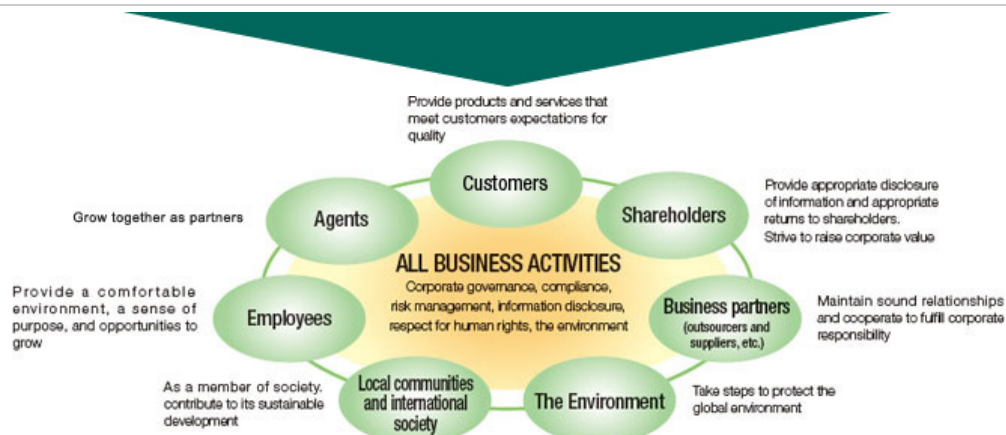 Provide products and services that
meet customers expectations for
quality
Customers
Agents
Grow together as partners
Shareholders
Provide appropriate disclosure
of information and appropriate
returns to shareholders.
Strive to raise corporate value
ALL BUSINESS ACTIVITIES
Corporate governance, compliance,
risk management, information disclosure,
respect for human rights, the environment
Provide a comfortable
environment, a sense of
purpose, and opportunities to
grow
Employees
Business partners
(outsourcers and
suppliers, etc.)
Maintain sound relationships
and cooperate to fulfill corporate
responsibility
As a member of society.
contribute to its sustainable
development
Local communities
and international
society
The Environment
Take steps to protect the
global environment